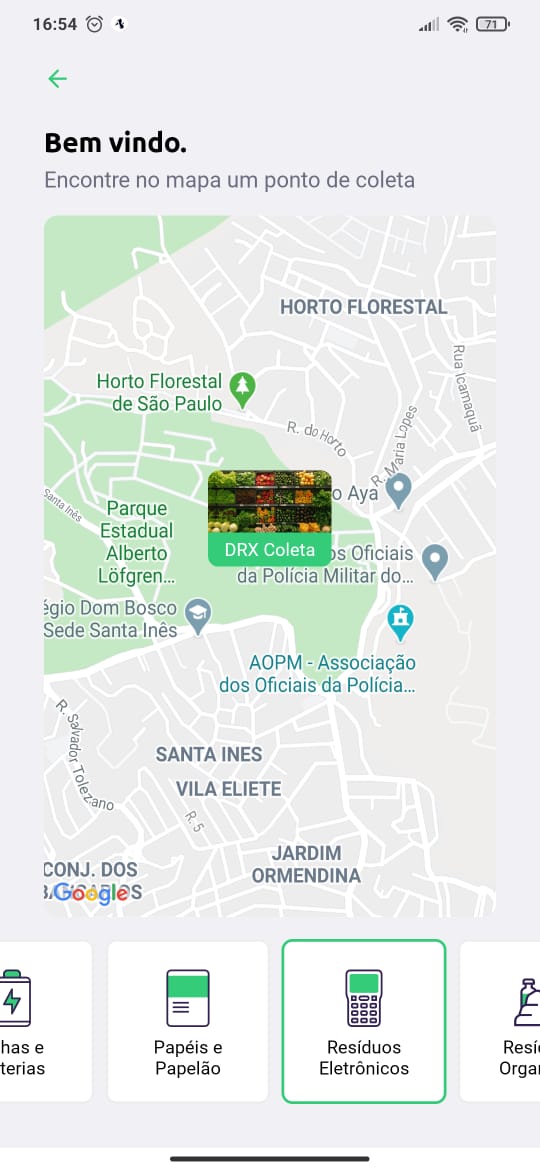 16:54
71
Bem vindo.
Encontre no mapa um ponto de coleta
HORTO FLORESTAL
Rua Icamaquã
Horto Florestal
de São Paulo
R. do Horto
R. Maria Lopes
o Aya
Santa Inês
Parque
Estadual
Alberto
Löfgren...
DRX Coleta
os Oficiais
da Polícia Militar do...
égio Dom Bosco
Sede Santa Inês
AOPM - Associação
dos Oficiais da Polícia...
R. Salvador Tolezano
SANTA INES
VILA ELIETE
R. 5
JARDIM
ORMENDINA
CONJ. DOS
Google
has e
terias
Papéis e
Papelão
Resíduos
Eletrônicos
Resí
Orga